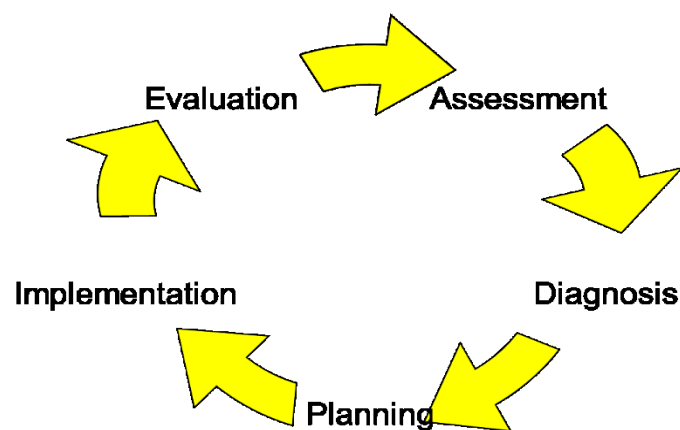 Evaluation
Assessment
Implementation
Diagnosis
Planning